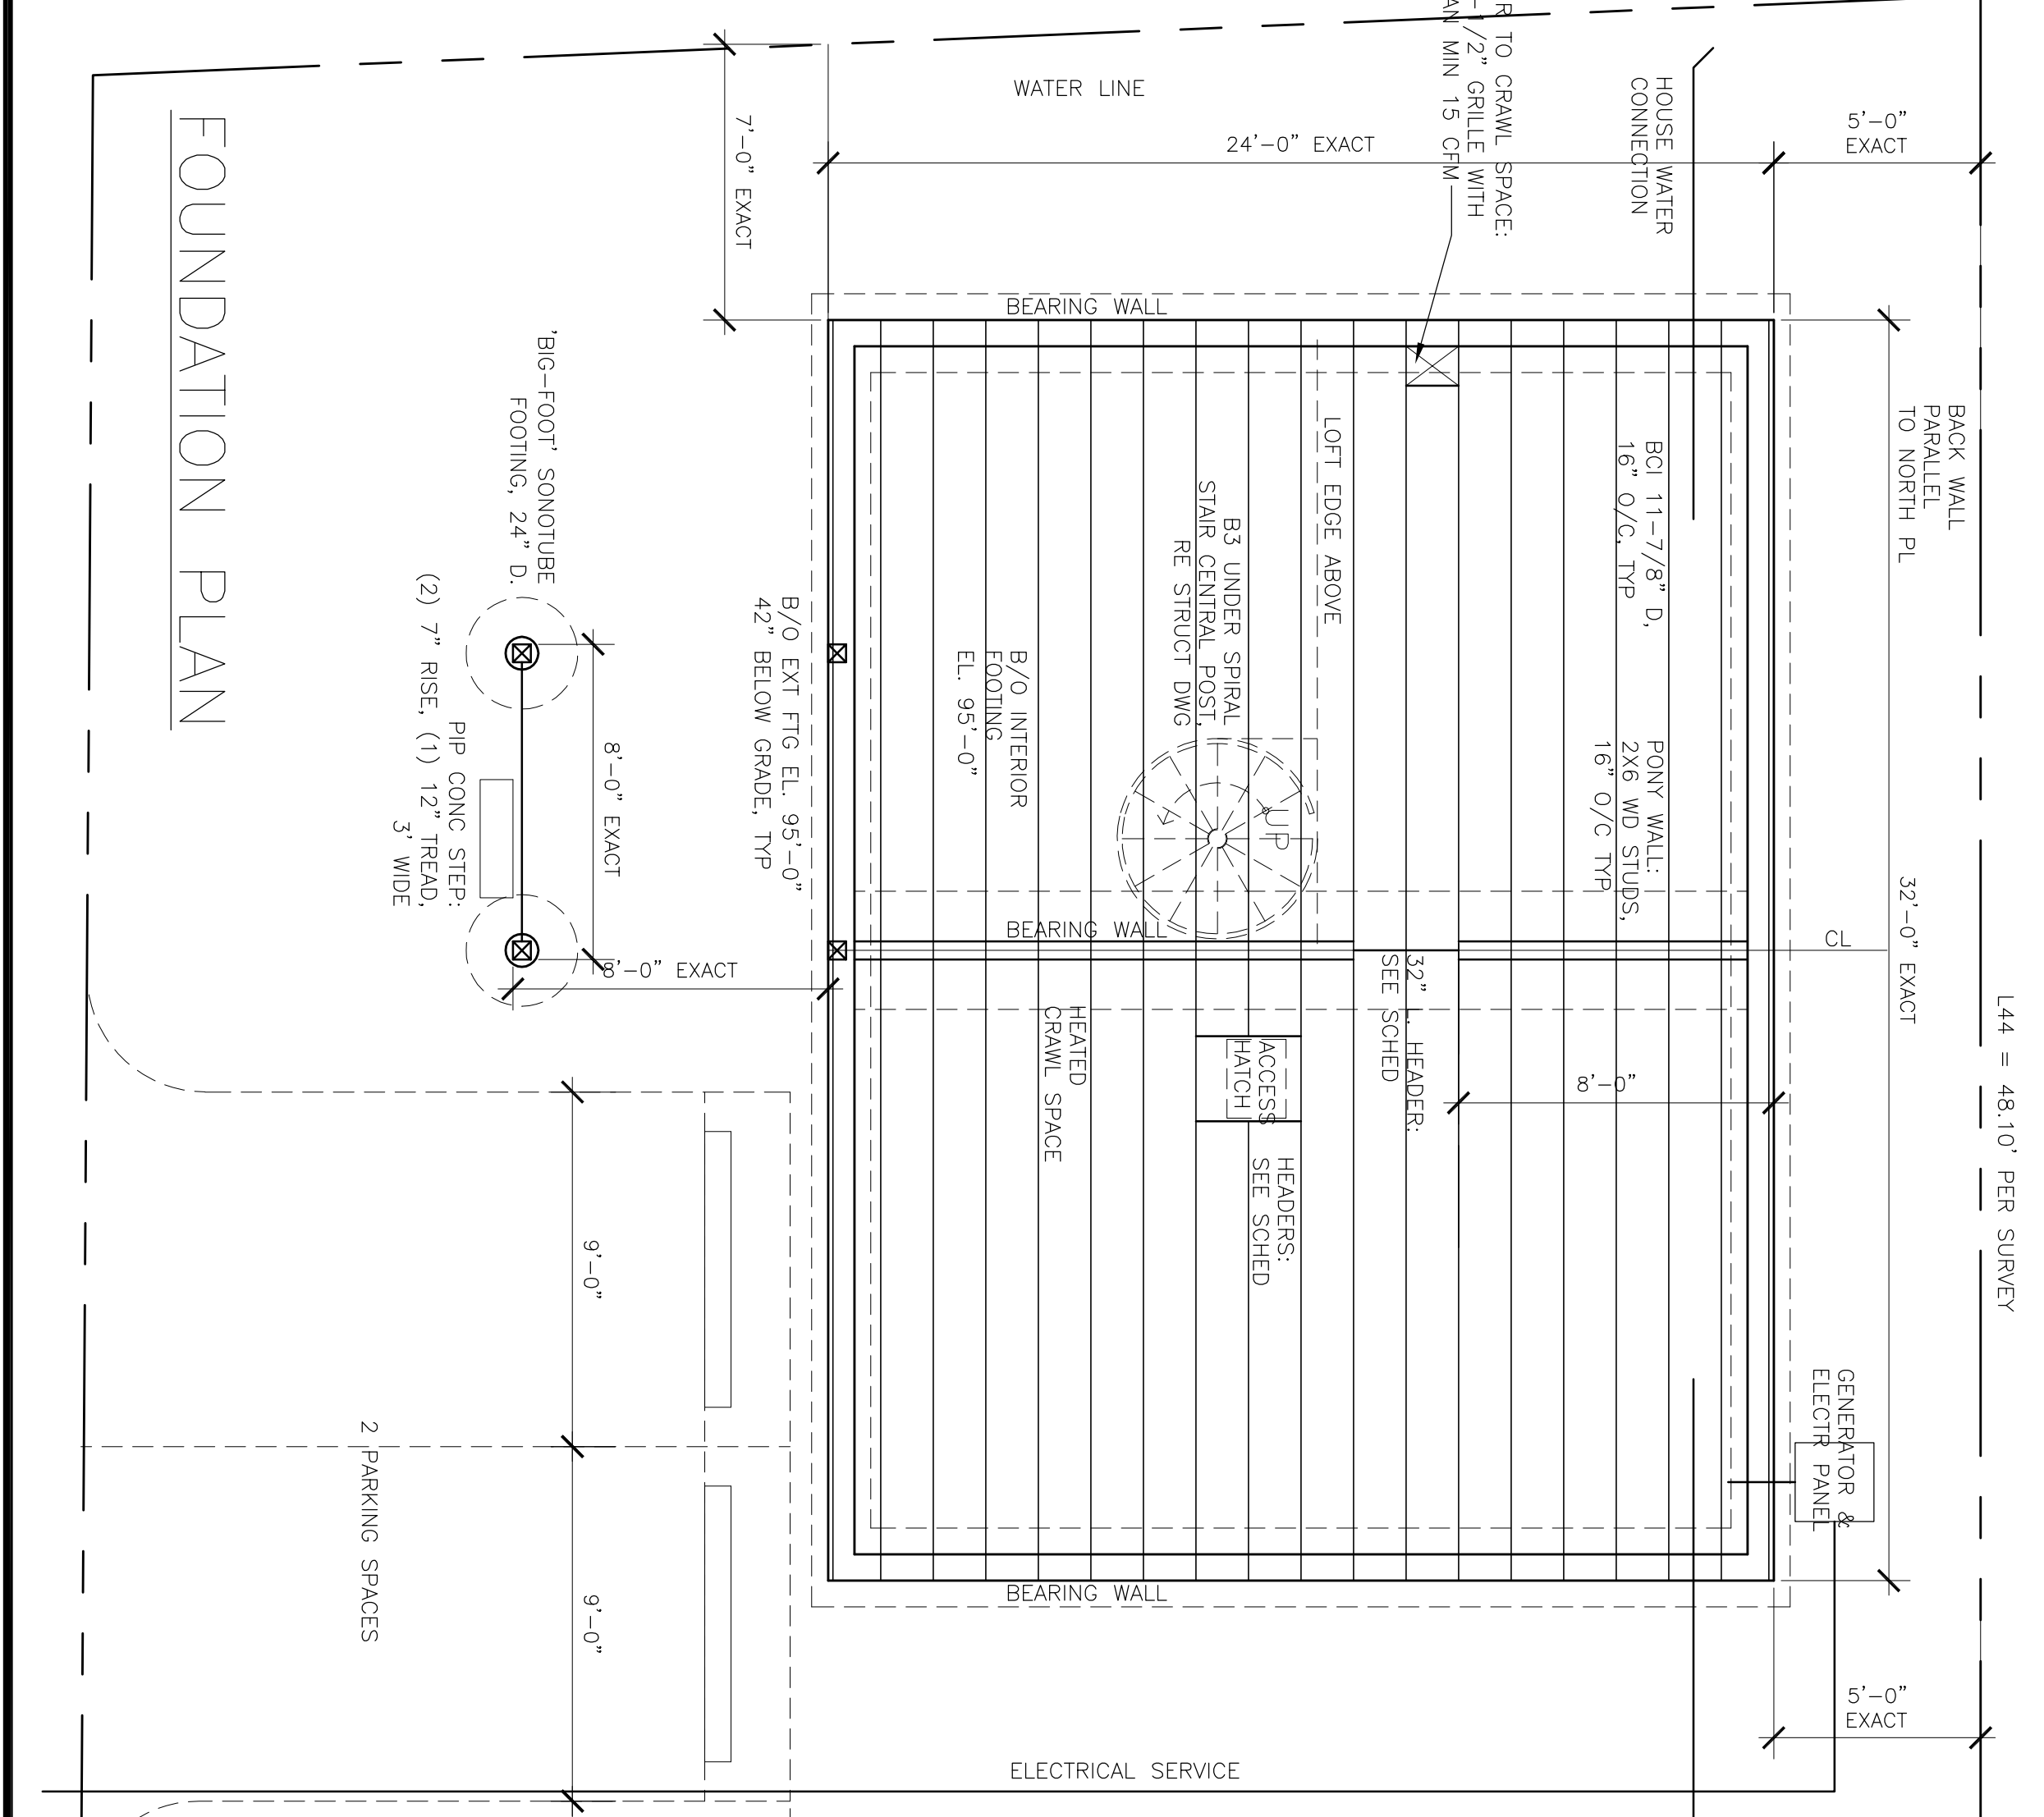 R TO CRAWL SPACE:
-1/2" GRILLE WITH
AN MIN 15 CFM
HOUSE WATER
CONNECTION
WATER LINE
24'-0" EXACT
5'-0"
EXACT
7'-0" EXACT
BEARING WALL
BACK WALL
PARALLEL
TO NORTH PL
BCI 11-7/8" D,
16" O/C, TYP
LOFT EDGE ABOVE
B3 UNDER SPIRAL
STAIR CENTRAL POST,
RE STRUCT DWG
UP
PONY WALL:
2X6 WD STUDS,
16" O/C TYP
B/O INTERIOR
FOOTING
EL. 95'-0"
B/O EXT FTG EL. 95'-0"
42" BELOW GRADE, TYP
'BIG-FOOT' SONOTUBE
FOOTING, 24" D.
8'-0" EXACT
PIP CONC STEP:
(2) 7" RISE, (1) 12" TREAD,
3' WIDE
FOUNDATION PLAN
BEARING WALL
CL
32'-0" EXACT
L44 = 48.10' PER SURVEY
8'-0" EXACT
32" L. HEADER:
SEE SCHED
8'-0"
HEATED
CRAWL SPACE
ACCESS
HATCH
HEADERS:
SEE SCHED
GENERATOR &
ELECTR PANEL
9'-0"
9'-0"
2 PARKING SPACES
BEARING WALL
5'-0"
EXACT
ELECTRICAL SERVICE